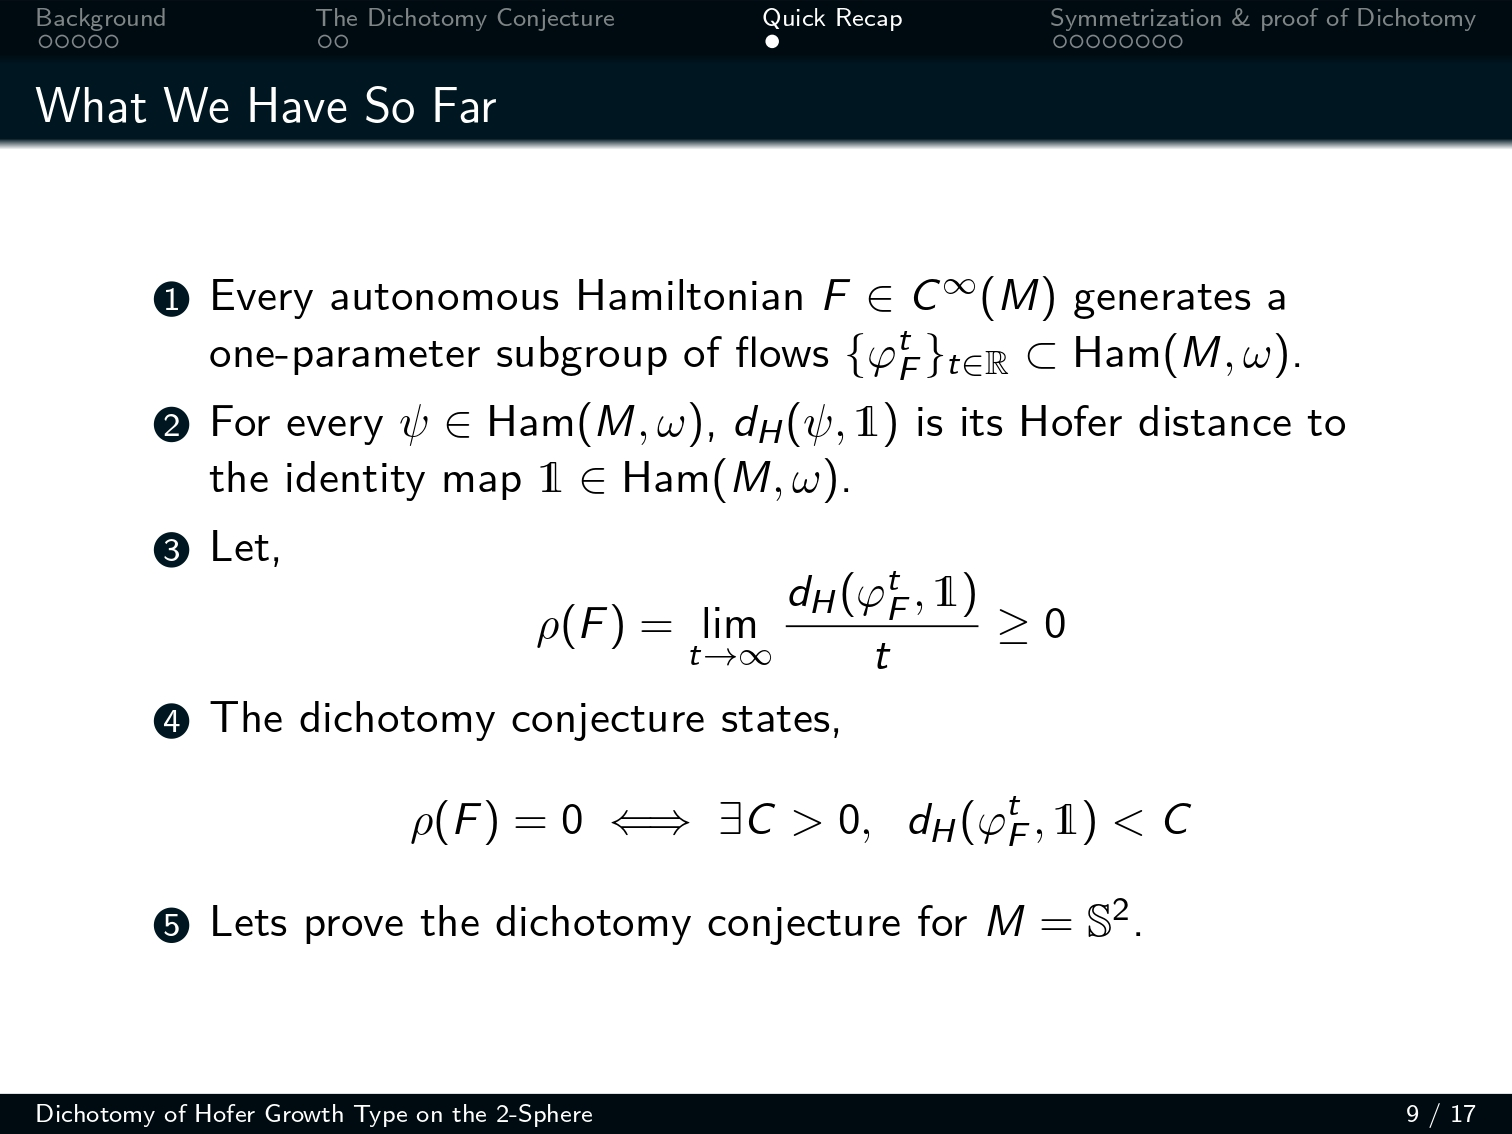 Background The Dichotomy Conjecture Quick Recap Symmetrization & proof of Dichotomy
What We Have So Far
1 Every autonomous Hamiltonian F ∈ C^∞(M) generates a
one-parameter subgroup of flows {φ_F^t}_{t∈ℝ} ⊂ Ham(M, ω).
2 For every ψ ∈ Ham(M, ω), d_H(ψ, 𝟙) is its Hofer distance to
the identity map 𝟙 ∈ Ham(M, ω).
3 Let,
ρ(F) = lim_{t→∞} d_H(φ_F^t, 𝟙) / t ≥ 0
4 The dichotomy conjecture states,
ρ(F) = 0 ⟺ ∃C > 0, d_H(φ_F^t, 𝟙) < C
5 Lets prove the dichotomy conjecture for M = 𝕊².
Dichotomy of Hofer Growth Type on the 2-Sphere 9 / 17